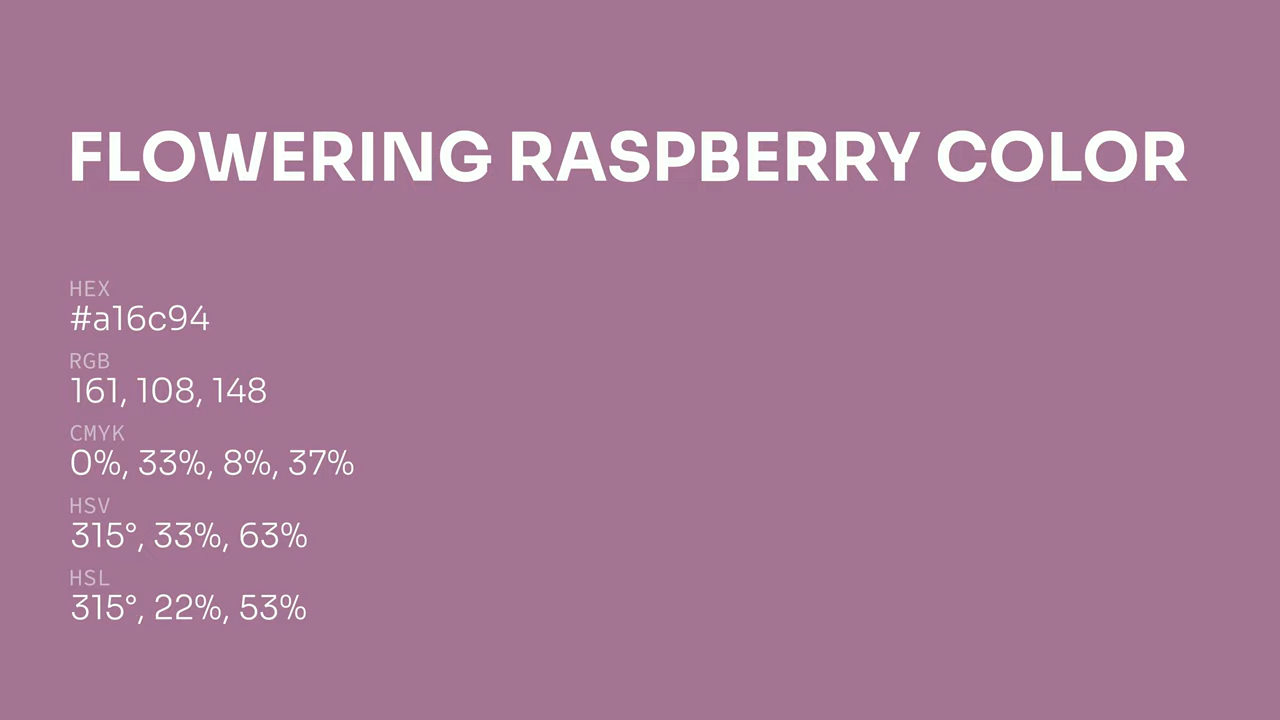 FLOWERING RASPBERRY COLOR
HEX
#a16c94
RGB
161, 108, 148
CMYK
0%, 33%, 8%, 37%
HSV
315°, 33%, 63%
HSL
315°, 22%, 53%